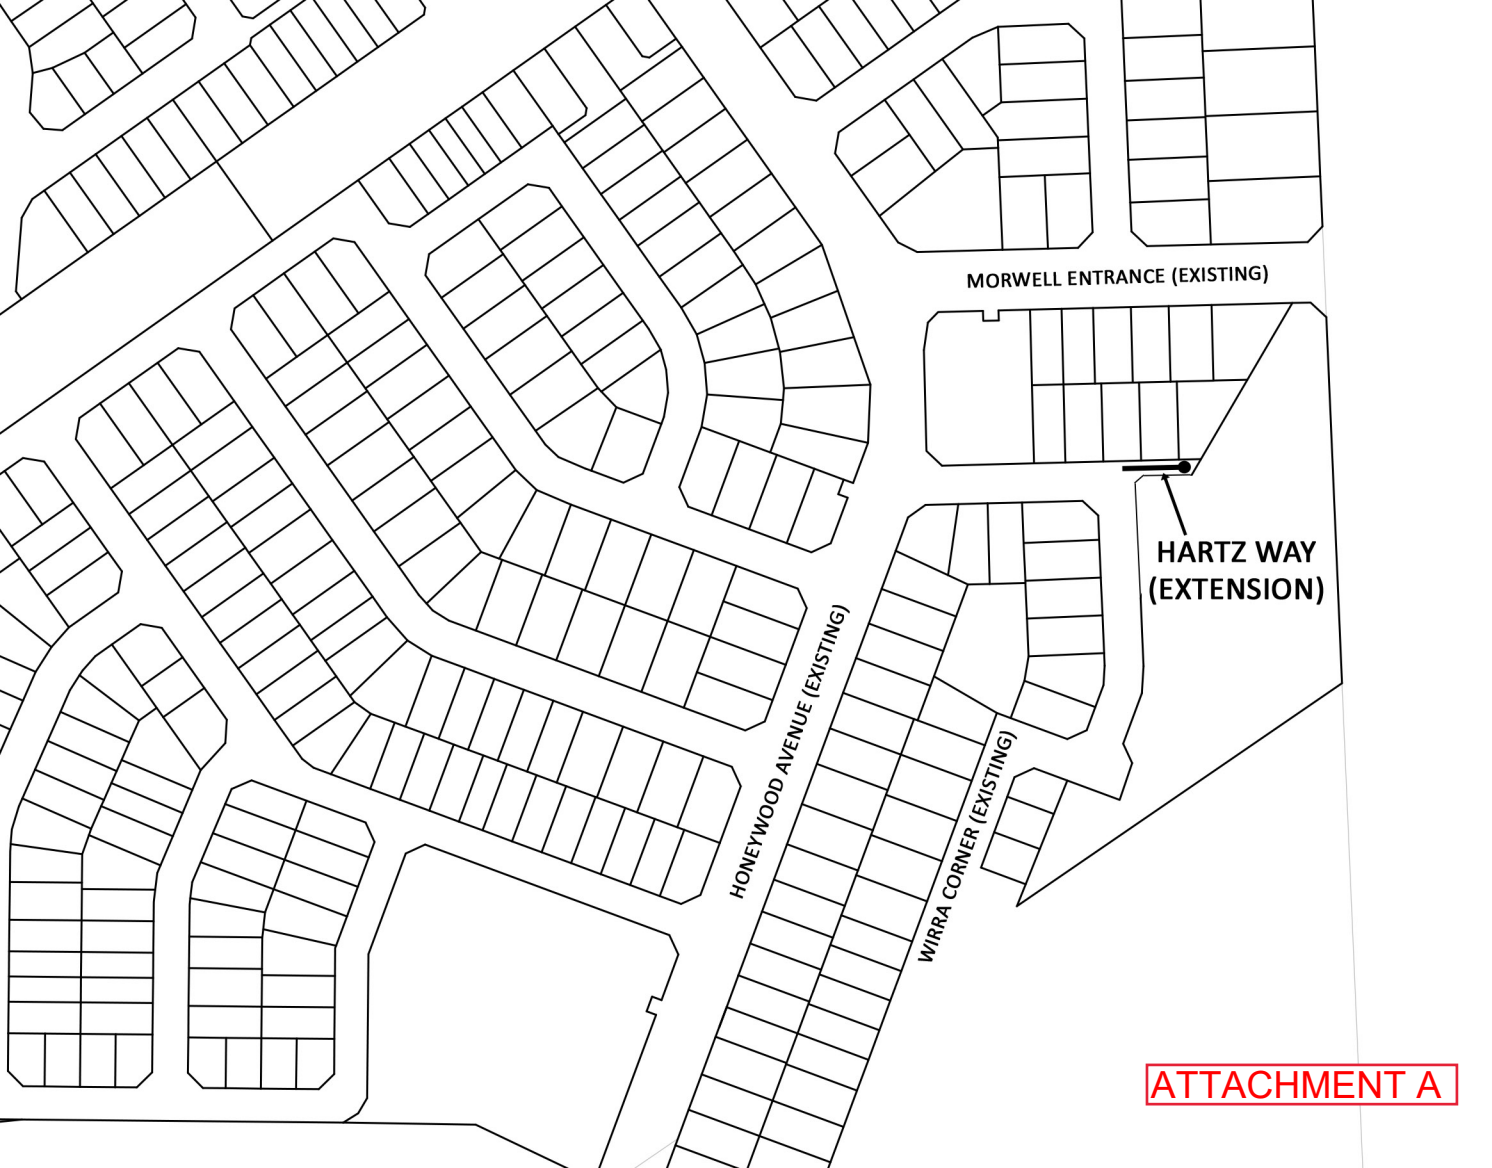 MORWELL ENTRANCE (EXISTING)
HARTZ WAY
(EXTENSION)
HONEYWOOD AVENUE (EXISTING)
WIRRA CORNER (EXISTING)
ATTACHMENT A